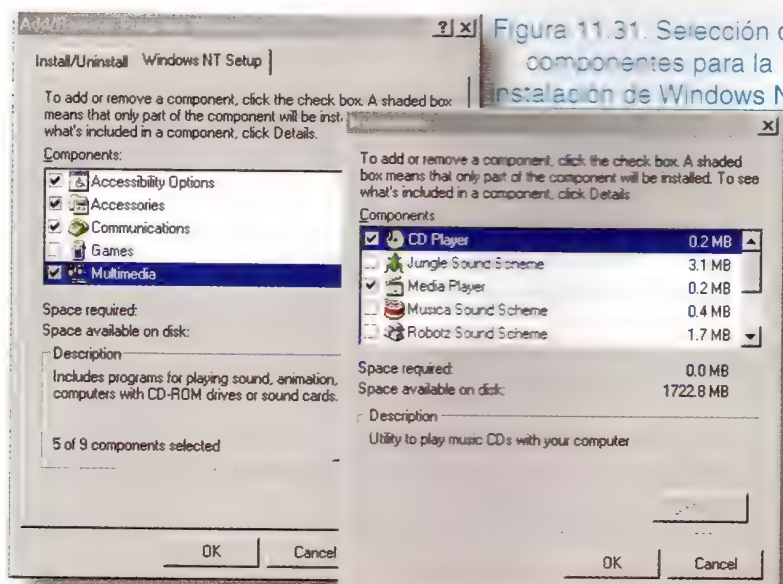 Figura 11.31. Selección
componentes para la
instalación de Windows
Add/R
Install/Uninstall
Windows NT Setup
To add or remove a component, click the check box. A shaded box
means that only part of the component will be inst
what's included in a component, click Details.
Components:
Accessibility Options
Accessories
Communications
Games
Multimedia
Space required:
Space available on disk:
Description
Includes programs for playing sound, animation,
computers with CD-ROM drives or sound cards.
5 of 9 components selected
OK
Cancel
To add or remove a component, click the check box. A shaded
box means that only part of the component will be installed. To see
what's included in a component, click Details
Components
CD Player 0.2 MB
Jungle Sound Scheme 3.1 MB
Media Player 0.2 MB
Musica Sound Scheme 0.4 MB
Robotz Sound Scheme 1.7 MB
Space required: 0.0 MB
Space available on disk: 1722.8 MB
Description
Utility to play music CDs with your computer
OK
Cancel